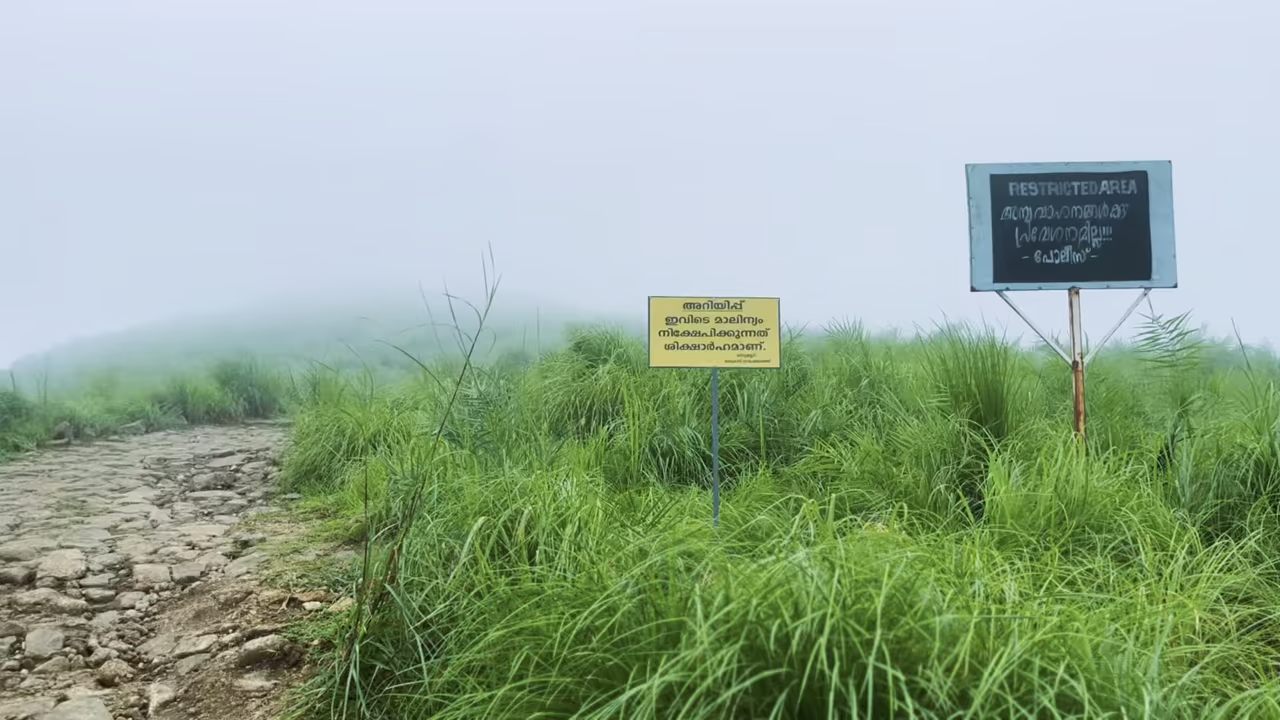 അറിയിപ്പ്
ഇവിടെ മാലിന്യം
നിക്ഷേപിക്കുന്നത്
ശിക്ഷാർഹമാണ്.
RESTRICTED AREA
അന്യവാഹനങ്ങൾക്ക്
പ്രവേശനമില്ല!!!
- പോലീസ് -